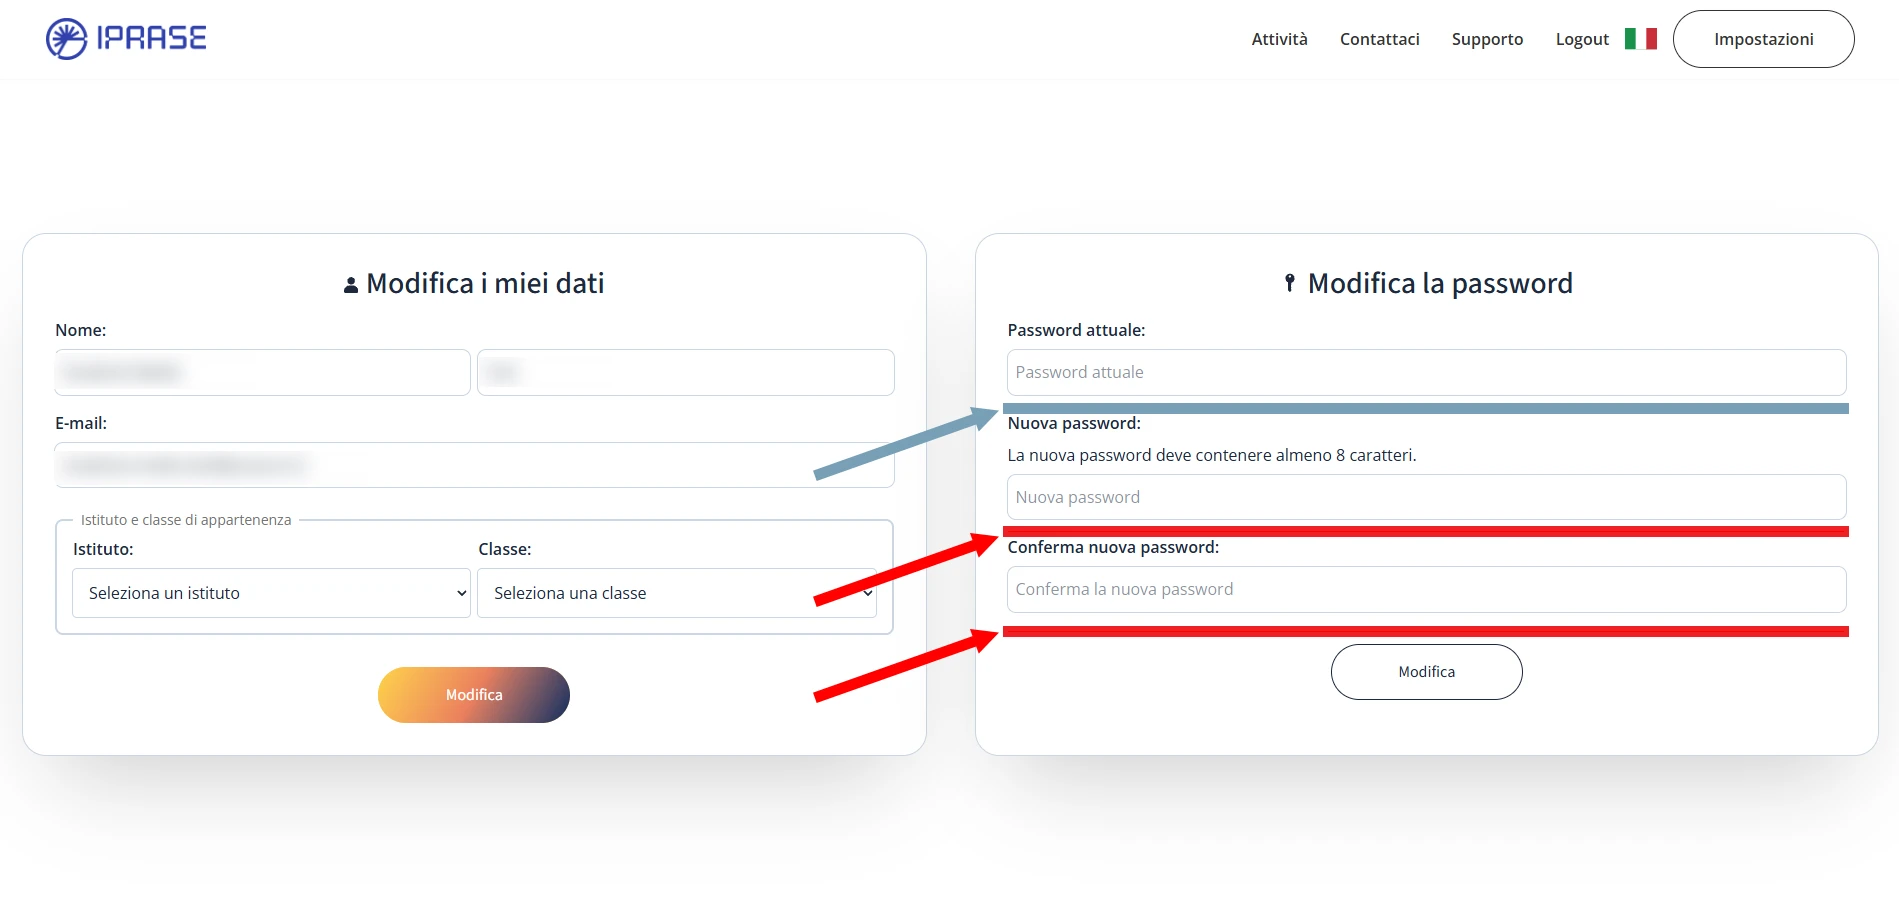 IPRASE
Attività
Contattaci
Supporto
Logout
Impostazioni
Modifica i miei dati
Nome:
E-mail:
Istituto e classe di appartenenza
Istituto:
Classe:
Seleziona un istituto
Seleziona una classe
Modifica
Modifica la password
Password attuale:
Password attuale
Nuova password:
La nuova password deve contenere almeno 8 caratteri.
Nuova password
Conferma nuova password:
Conferma la nuova password
Modifica